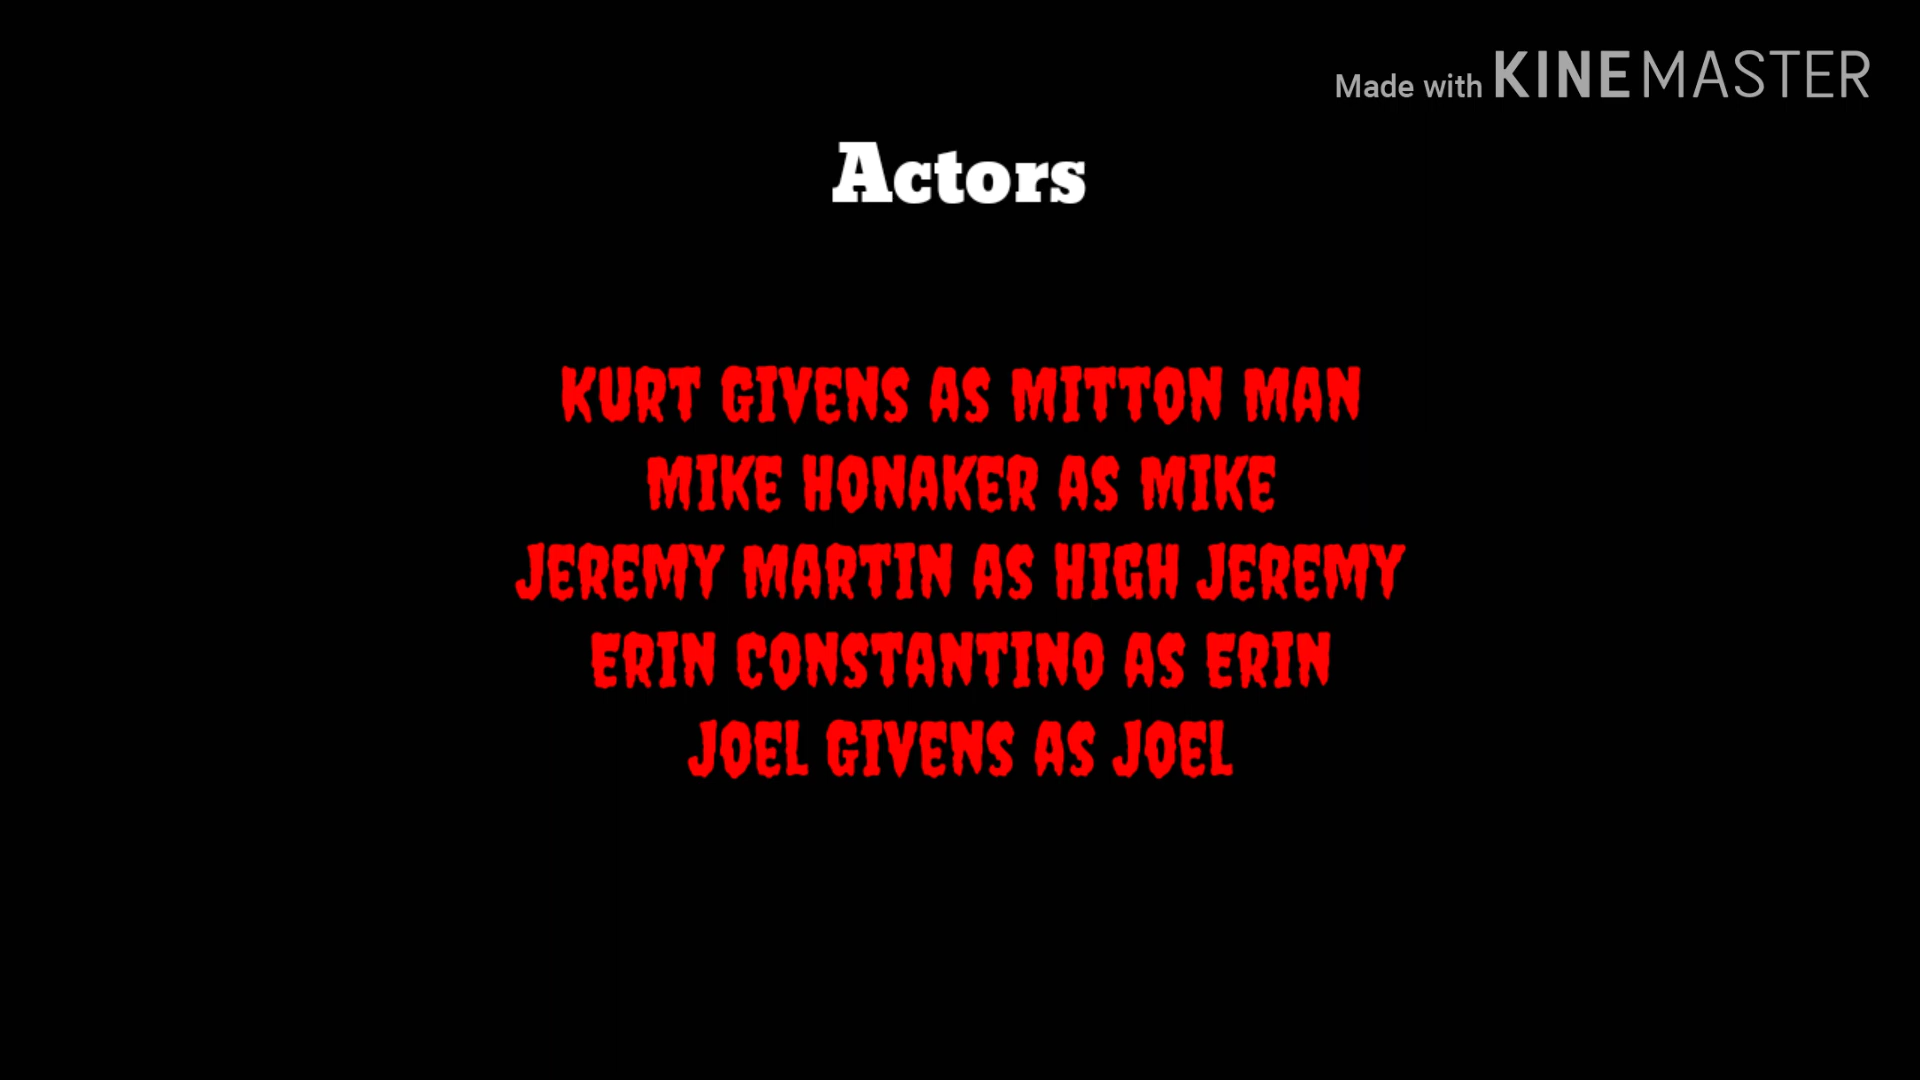 Made with KINEMASTER
Actors
KURT GIVENS AS MITTON MAN
MIKE HONAKER AS MIKE
JEREMY MARTIN AS HIGH JEREMY
ERIN CONSTANTINO AS ERIN
JOEL GIVENS AS JOEL